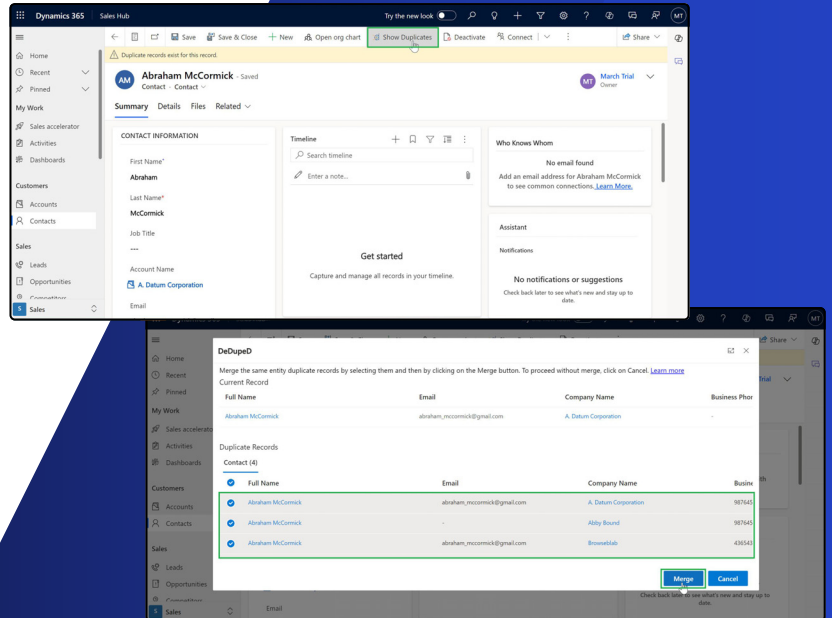 Dynamics 365 Sales Hub Try the new look MT
Save Save & Close New Open org chart Show Duplicates Deactivate Connect Share
Duplicate records exist for this record.
Home
Recent
Pinned
My Work
Sales accelerator
Activities
Dashboards
Customers
Accounts
Contacts
Sales
Leads
Opportunities
Competitors
S Sales
AM Abraham McCormick - Saved
Contact · Contact
MT March Trial
Owner
Summary Details Files Related
CONTACT INFORMATION
First Name*
Abraham
Last Name*
McCormick
Job Title
---
Account Name
A. Datum Corporation
Email
Timeline
Search timeline
Enter a note...
Get started
Capture and manage all records in your timeline.
Who Knows Whom
No email found
Add an email address for Abraham McCormick
to see common connections. Learn More.
Assistant
Notifications
No notifications or suggestions
Check back later to see what's new and stay up to
date.
MT
Share
Home
Recent
Pinned
My Work
Sales accelerato
Activities
Dashboards
Customers
Accounts
Contacts
Sales
Leads
Opportunities
Competitors
S Sales
Trial
ith
DeDupeD
Merge the same entity duplicate records by selecting them and then by clicking on the Merge button. To proceed without merge, click on Cancel. Learn more
Current Record
Full Name Email Company Name Business Phor
Abraham McCormick abraham_mccormick@gmail.com A. Datum Corporation -
Duplicate Records
Contact (4)
Full Name Email Company Name Busine
Abraham McCormick abraham_mccormick@gmail.com A. Datum Corporation 987645
Abraham McCormick - Abby Bound 987645
Abraham McCormick abraham_mccormick@gmail.com Browseblab 436543
Merge Cancel
Check back later to see what's new and stay up to
date.
Email